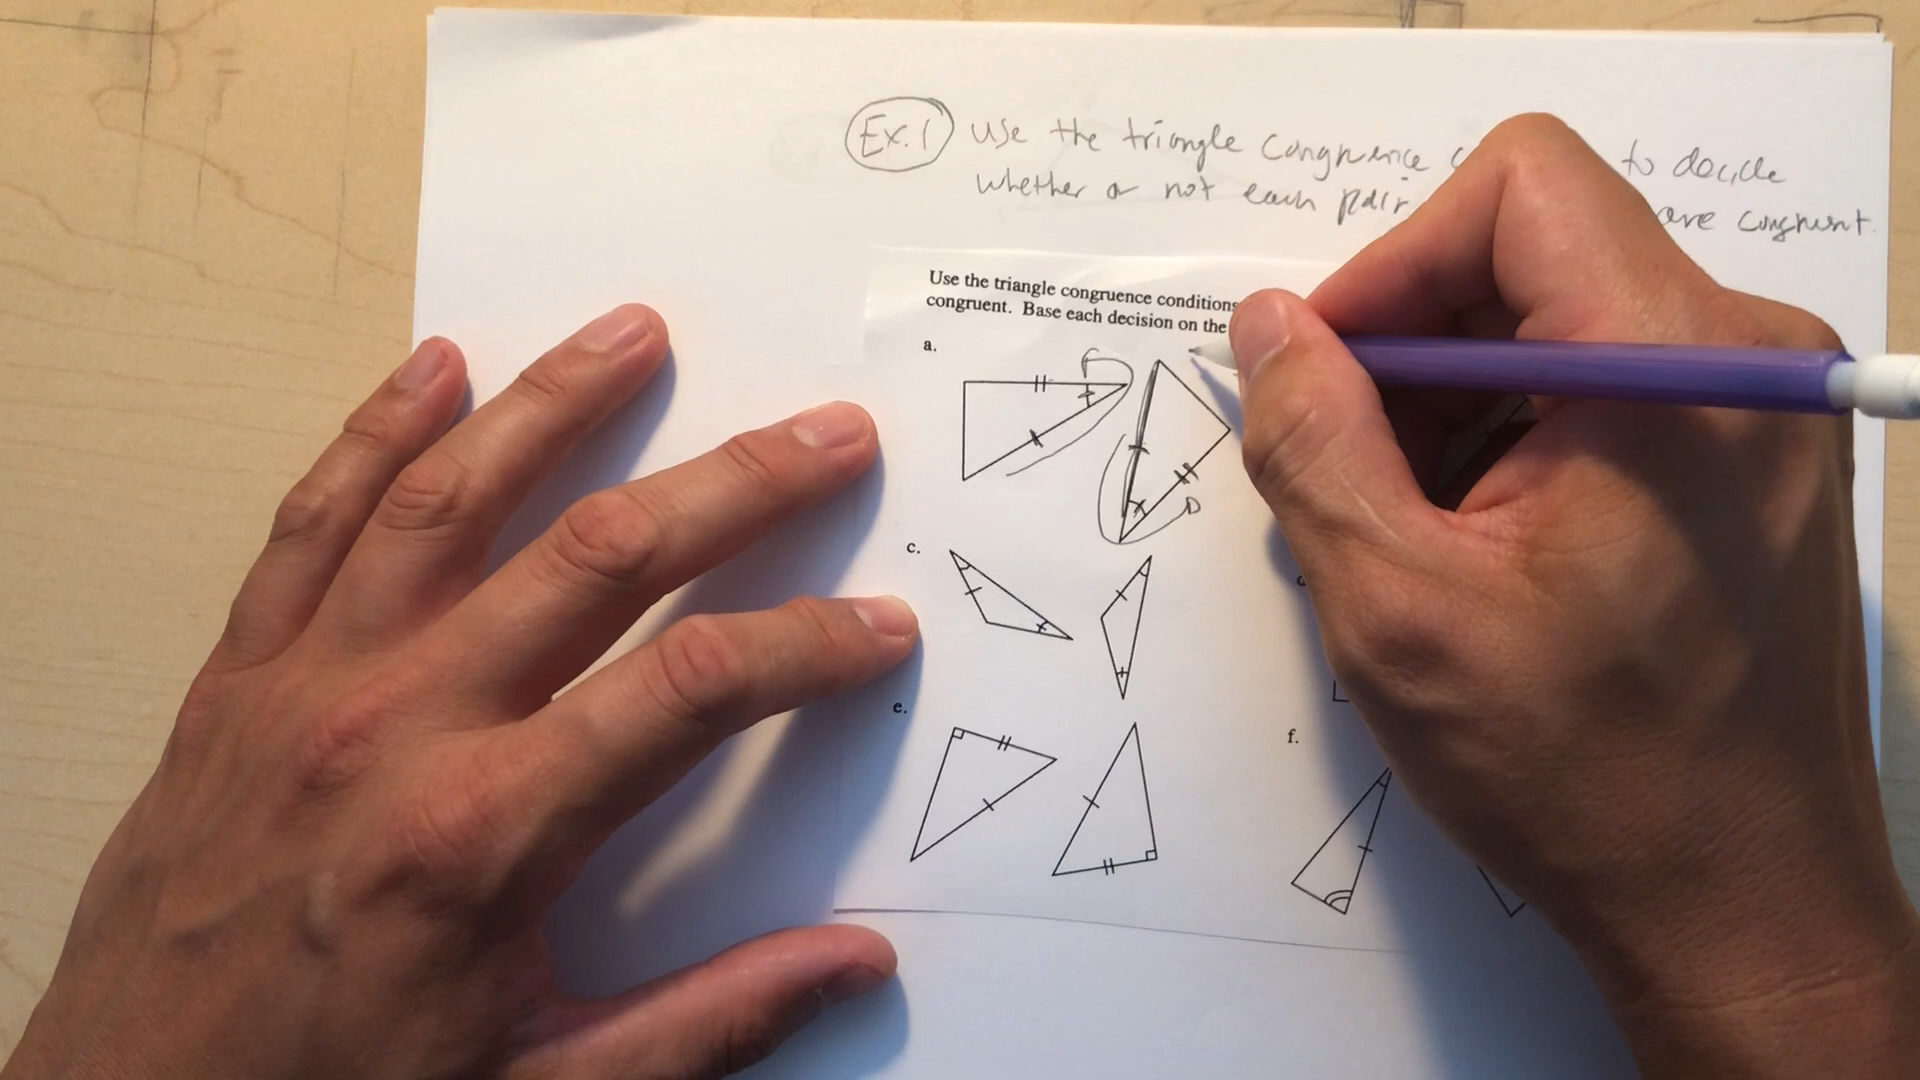 Ex. 1 Use the triangle congruence to decide
whether or not each pair are congruent.
Use the triangle congruence conditions
congruent. Base each decision on the
a.
c.
e.
f.